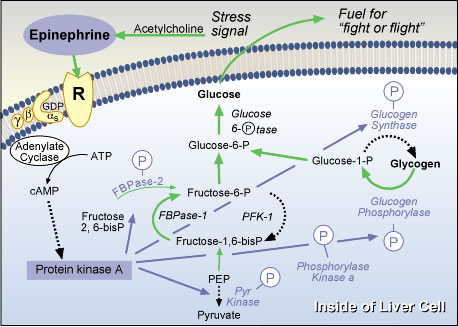 Stress
signal
Acetylcholine
Fuel for
"fight or flight"
Epinephrine
R
GDP
γ
β
αs
Glucose
Glucose
6-P tase
P
Glucogen
Synthase
Adenylate
Cyclase
ATP
Glucose-6-P
Glucose-1-P
Glycogen
P
FBPase-2
cAMP
Fructose-6-P
Glucogen
Phosphorylase
P
Fructose
2, 6-bisP
FBPase-1
PFK-1
Fructose-1,6-bisP
P
Phosphorylase
Kinase a
Protein kinase A
PEP
P
Pyr
Kinase
Pyruvate
Inside of Liver Cell